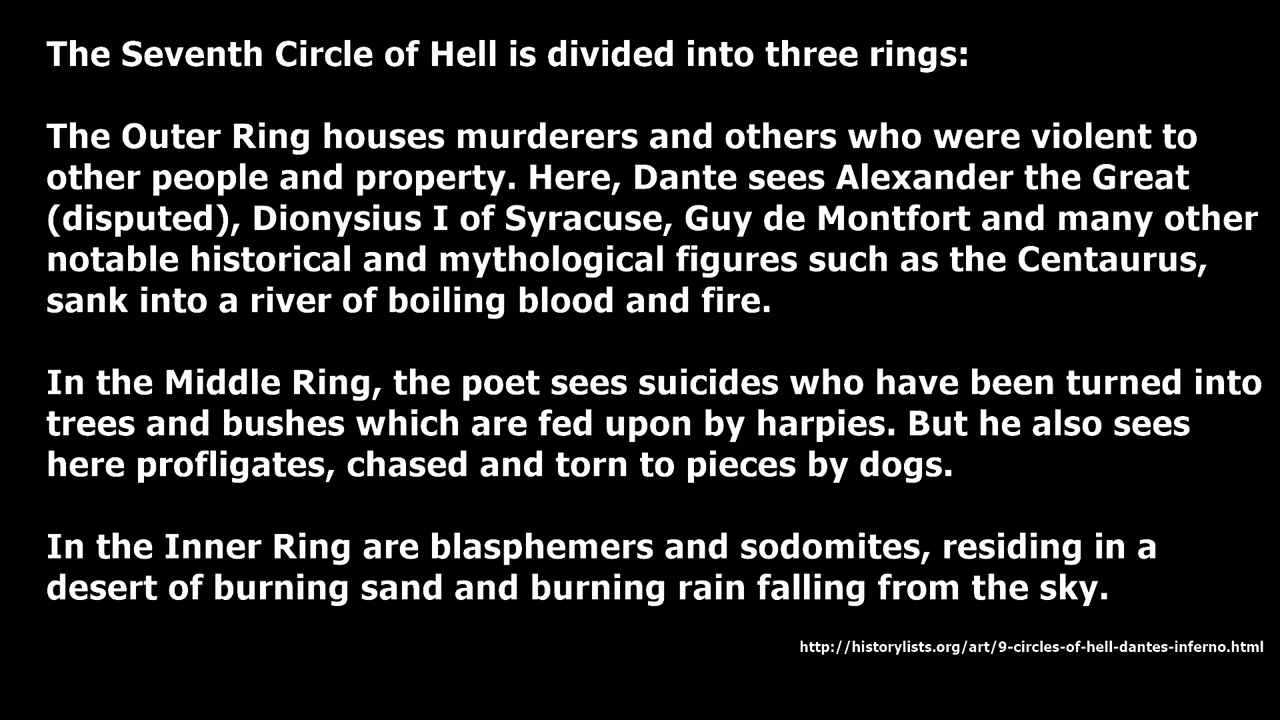 The Seventh Circle of Hell is divided into three rings:
The Outer Ring houses murderers and others who were violent to
other people and property. Here, Dante sees Alexander the Great
(disputed), Dionysius I of Syracuse, Guy de Montfort and many other
notable historical and mythological figures such as the Centaurus,
sank into a river of boiling blood and fire.
In the Middle Ring, the poet sees suicides who have been turned into
trees and bushes which are fed upon by harpies. But he also sees
here profligates, chased and torn to pieces by dogs.
In the Inner Ring are blasphemers and sodomites, residing in a
desert of burning sand and burning rain falling from the sky.
http://historylists.org/art/9-circles-of-hell-dantes-inferno.html